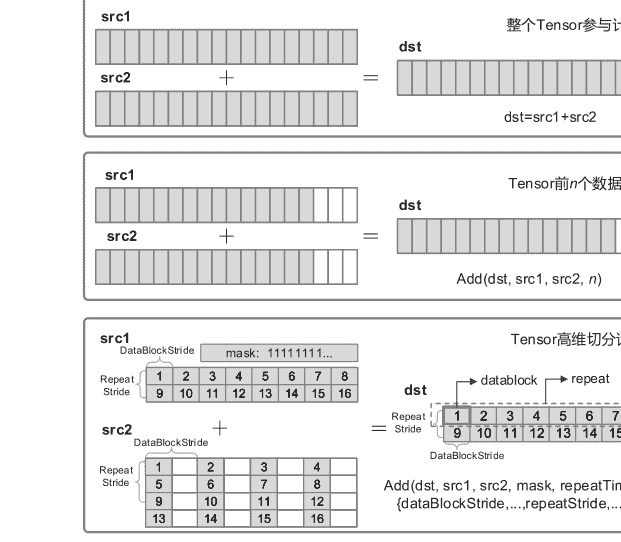 src1
整个Tensor参与计
dst
src2
+
=
dst=src1+src2
src1
Tensor前n个数据
dst
src2
+
=
Add(dst, src1, src2, n)
src1
Tensor高维切分
DataBlockStride
mask: 11111111...
Repeat Stride
1 2 3 4 5 6 7 8
9 10 11 12 13 14 15 16
dst
datablock
repeat
Repeat Stride
1 2 3 4 5 6 7
9 10 11 12 13 14 15
DataBlockStride
src2
+
=
DataBlockStride
Repeat Stride
1 2 3 4
5 6 7 8
9 10 11 12
13 14 15 16
Add(dst, src1, src2, mask, repeatTim
{dataBlockStride,...,repeatStride,...